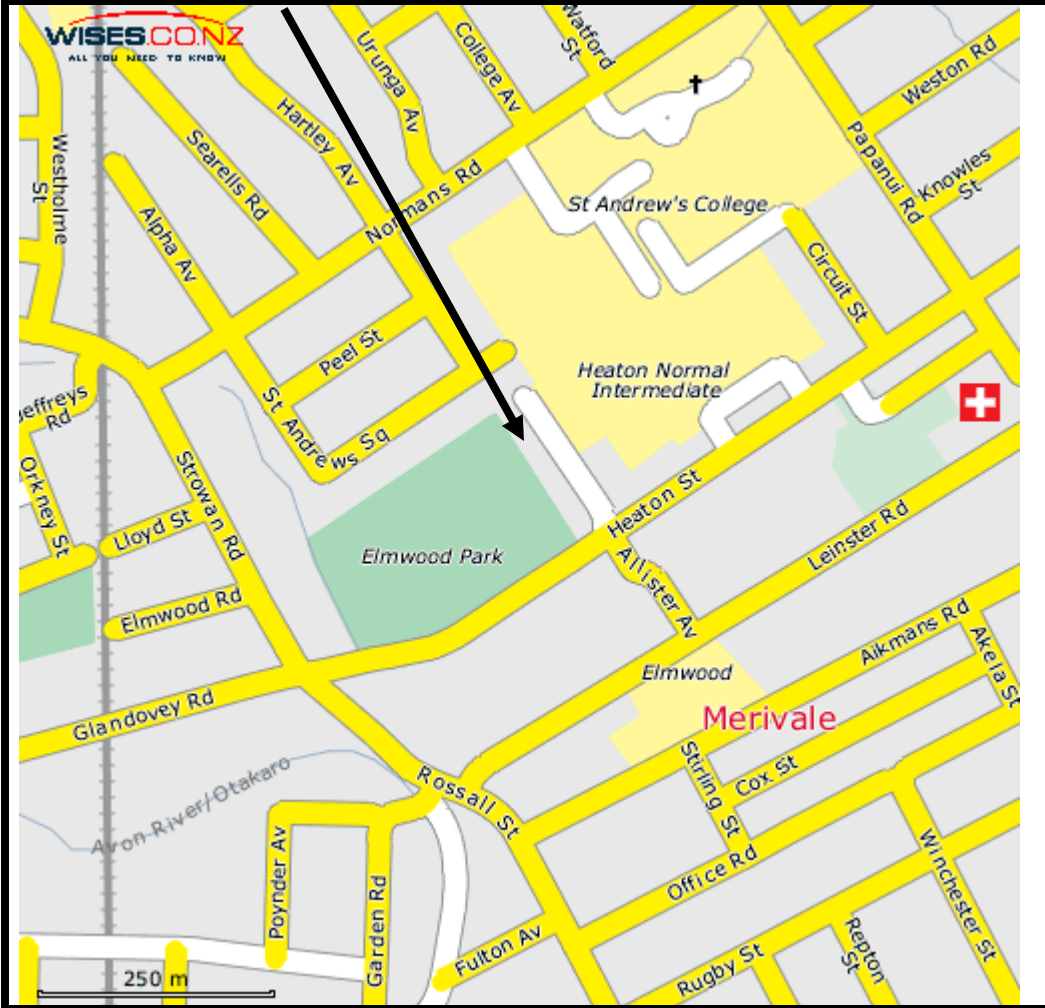 WISES.CO.NZ
ALL YOU NEED TO KNOW
Urunga Av
College Av
Watford
St
Weston Rd
Hartley Av
Searells Rd
Westholme
St
Papanui Rd
Knowles
St
Normans Rd
St Andrew's College
Alpha Av
Circuit St
Peel St
Heaton Normal
Intermediate
Jeffreys
Rd
St Andrews Sq
Orkney St
Strowan Rd
Lloyd St
Heaton St
Leinster Rd
Elmwood Park
Allister Av
Elmwood Rd
Aikmans Rd
Akela St
Elmwood
Glandovey Rd
Merivale
Stirling St
Cox St
Rossall St
Avon River/Otakaro
Poynder Av
Garden Rd
Office Rd
Winchester St
Fulton Av
Repton
St
Rugby St
250 m